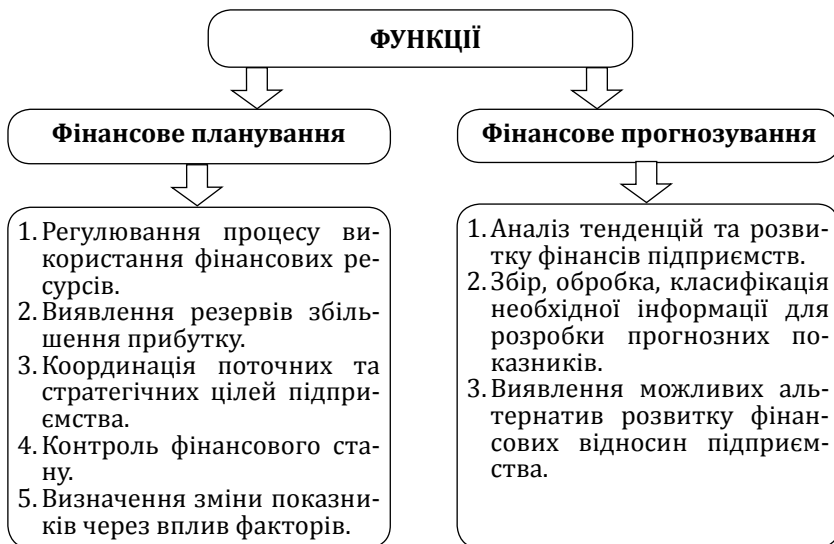 ФУНКЦІЇ
Фінансове планування
Фінансове прогнозування
1. Регулювання процесу ви-
користання фінансових ре-
сурсів.
2. Виявлення резервів збіль-
шення прибутку.
3. Координація поточних та
стратегічних цілей підпри-
ємства.
4. Контроль фінансового ста-
ну.
5. Визначення зміни показни-
ків через вплив факторів.
1. Аналіз тенденцій та розви-
тку фінансів підприємств.
2. Збір, обробка, класифікація
необхідної інформації для
розробки прогнозних по-
казників.
3. Виявлення можливих аль-
тернатив розвитку фінан-
сових відносин підприєм-
ства.